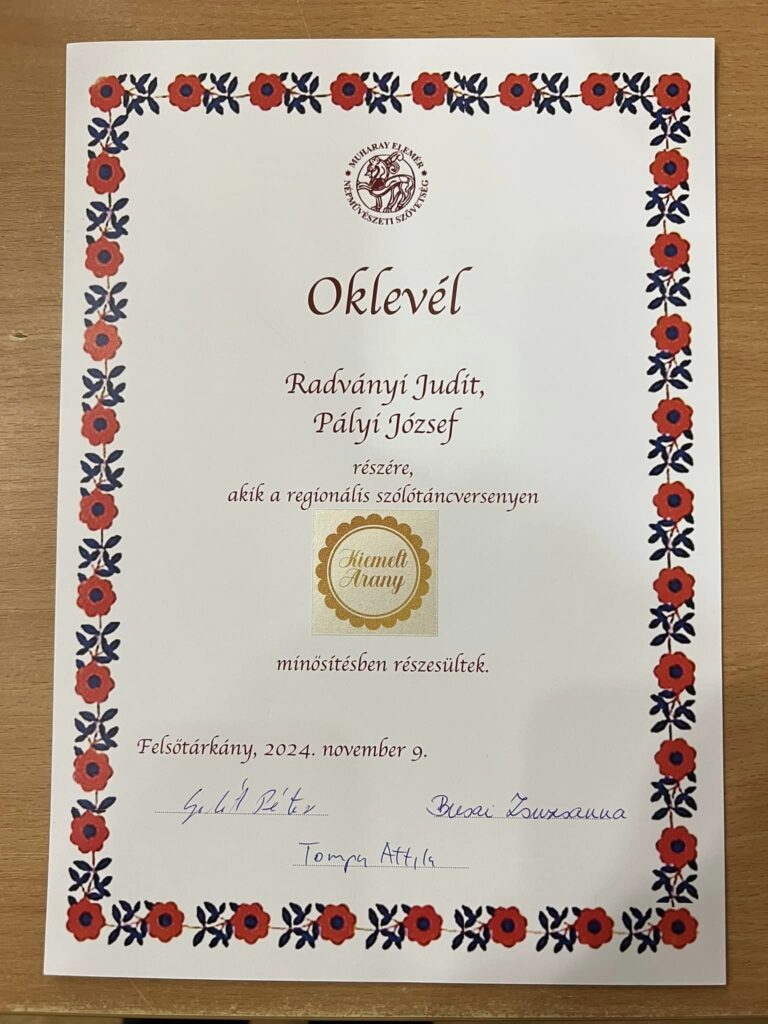 MUHARAY ELEMÉR
NÉPMŰVÉSZETI SZÖVETSÉG
Oklevél
Radványi Judit,
Pályi József
részére,
akik a regionális szólótáncversenyen
Kiemelt
Arany
minősítésben részesültek.
Felsőtárkány, 2024. november 9.
Péter
Busai Zsuzsanna
Tompa Attila